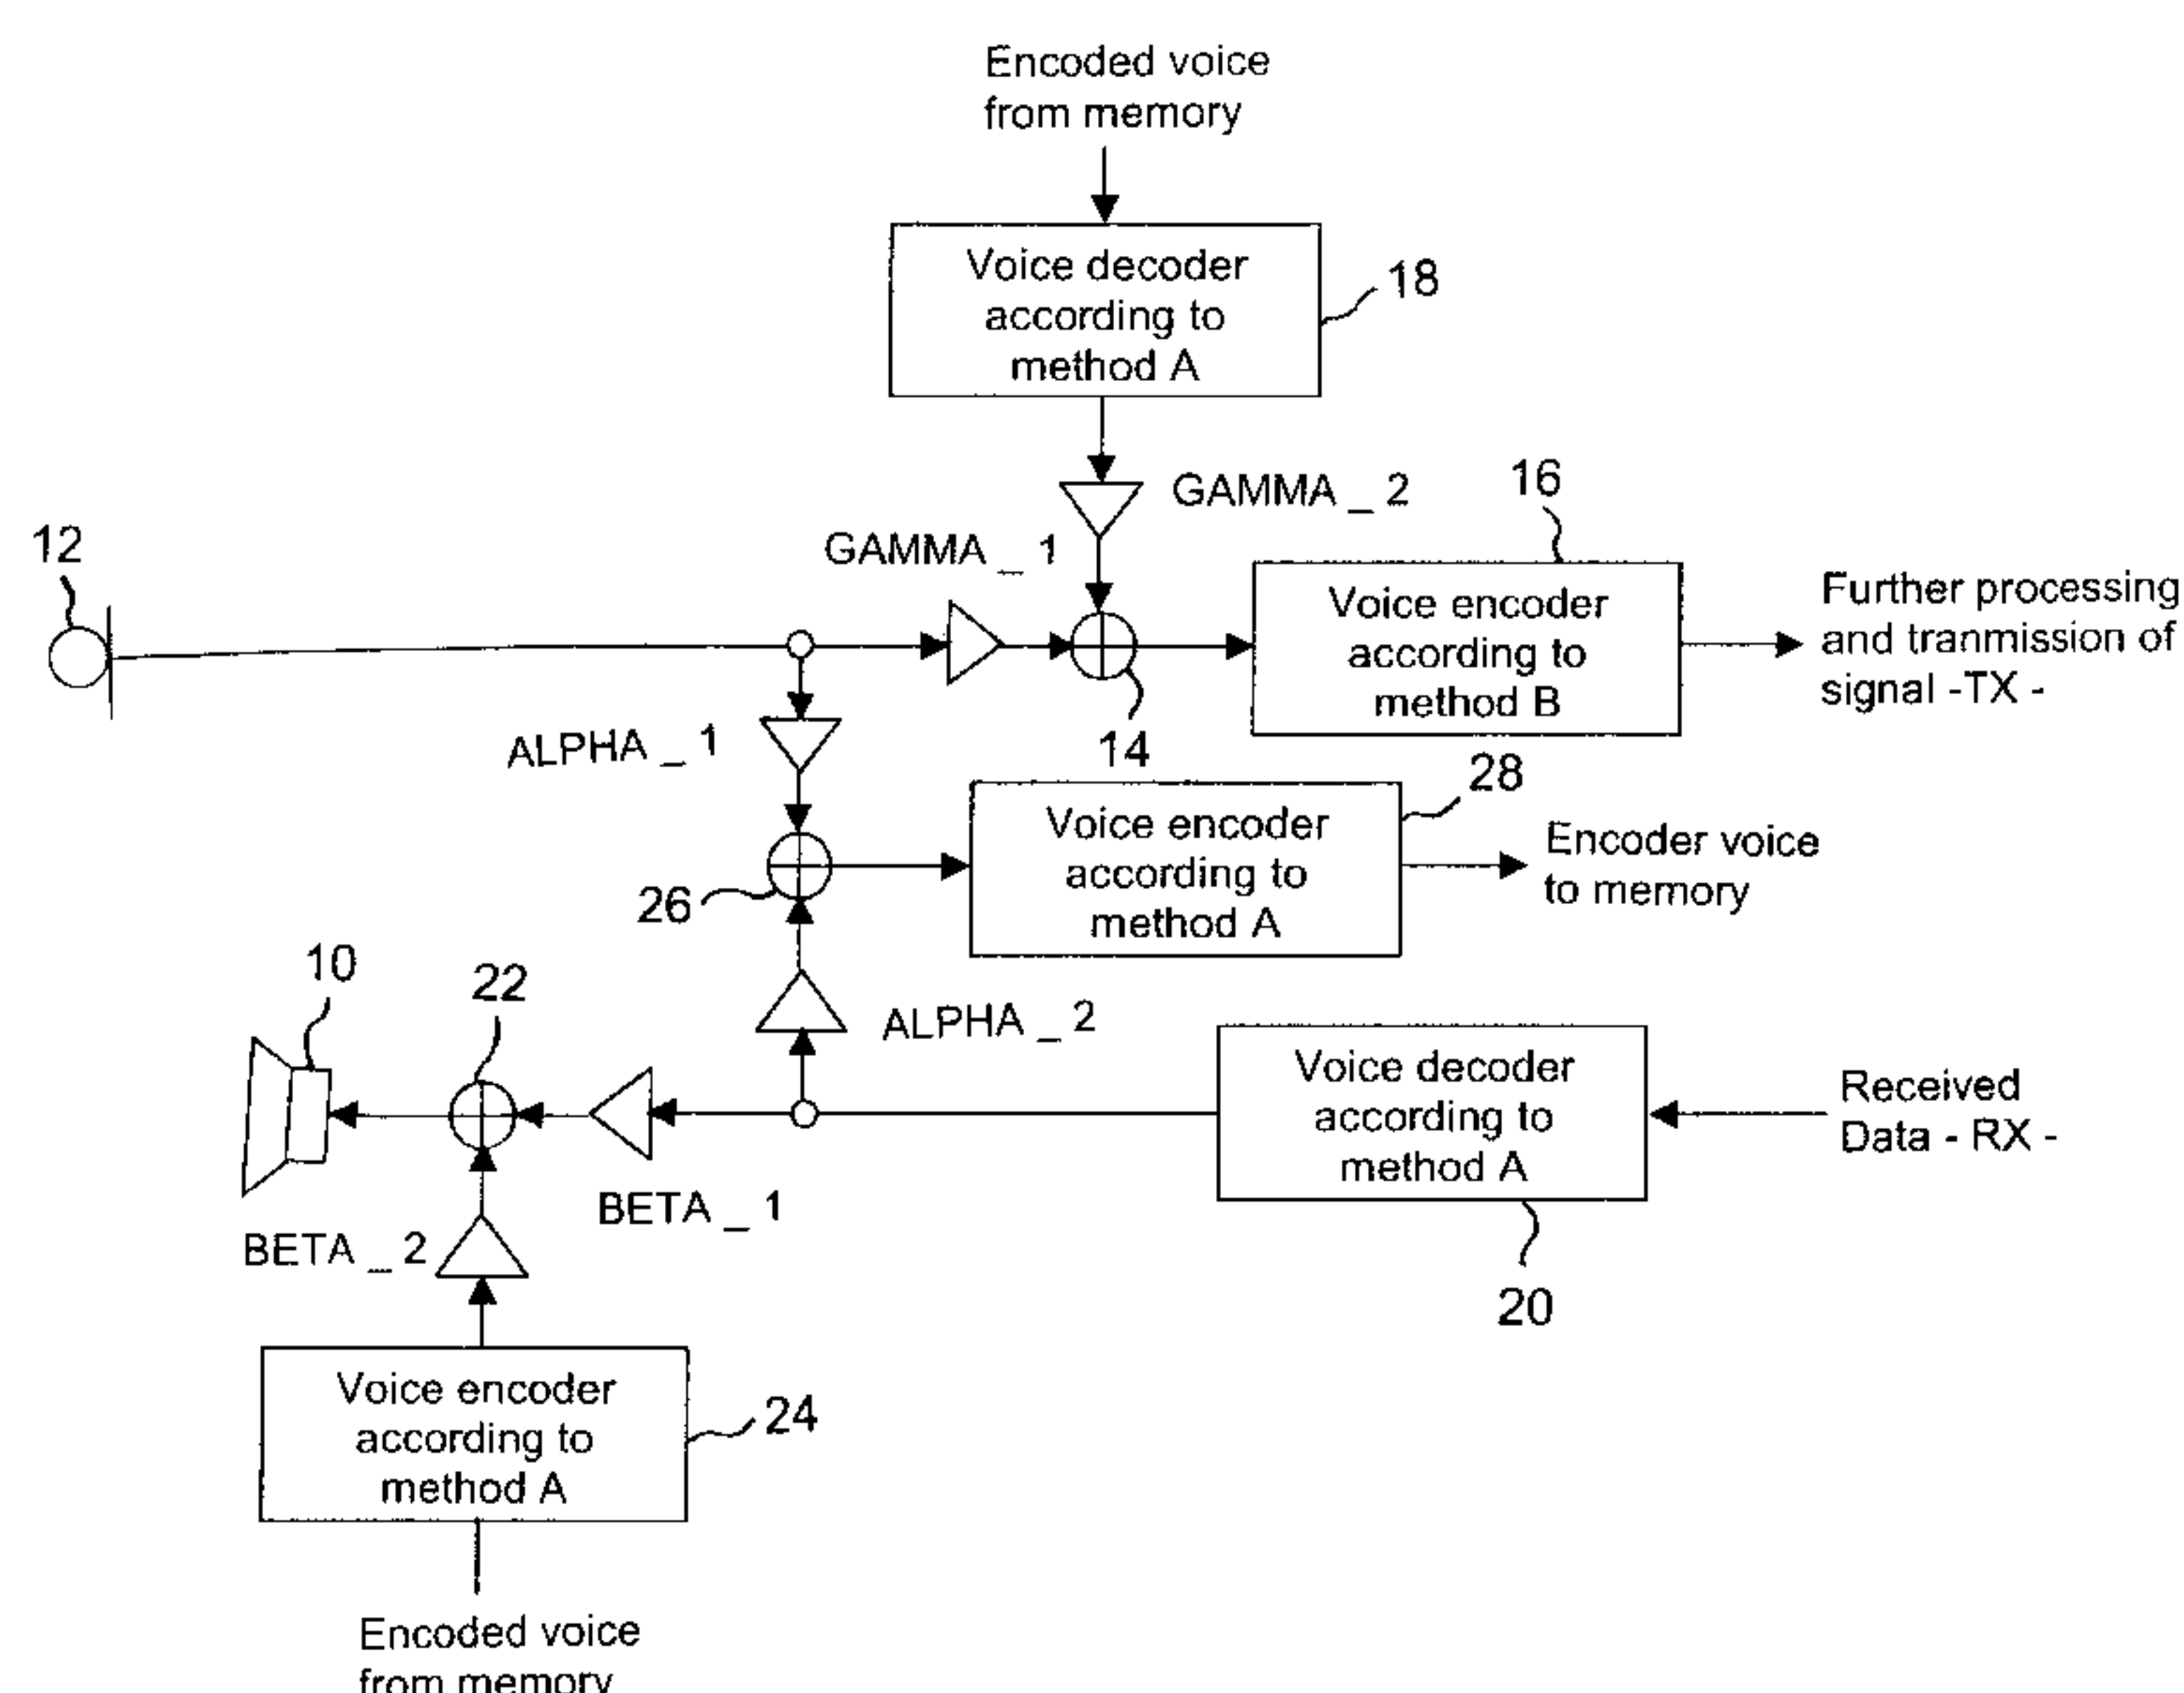 Encoded voice
from memory
Voice decoder
according to
method A
18
GAMMA _ 2
16
12
GAMMA _ 1
Voice encoder
according to
method B
Further processing
and tranmission of
signal -TX -
ALPHA _ 1
14
28
Voice encoder
according to
method A
Encoder voice
to memory
26
10
22
ALPHA _ 2
Voice decoder
according to
method A
Received
Data - RX -
BETA _ 1
BETA _ 2
20
Voice encoder
according to
method A
24
Encoded voice
from memory